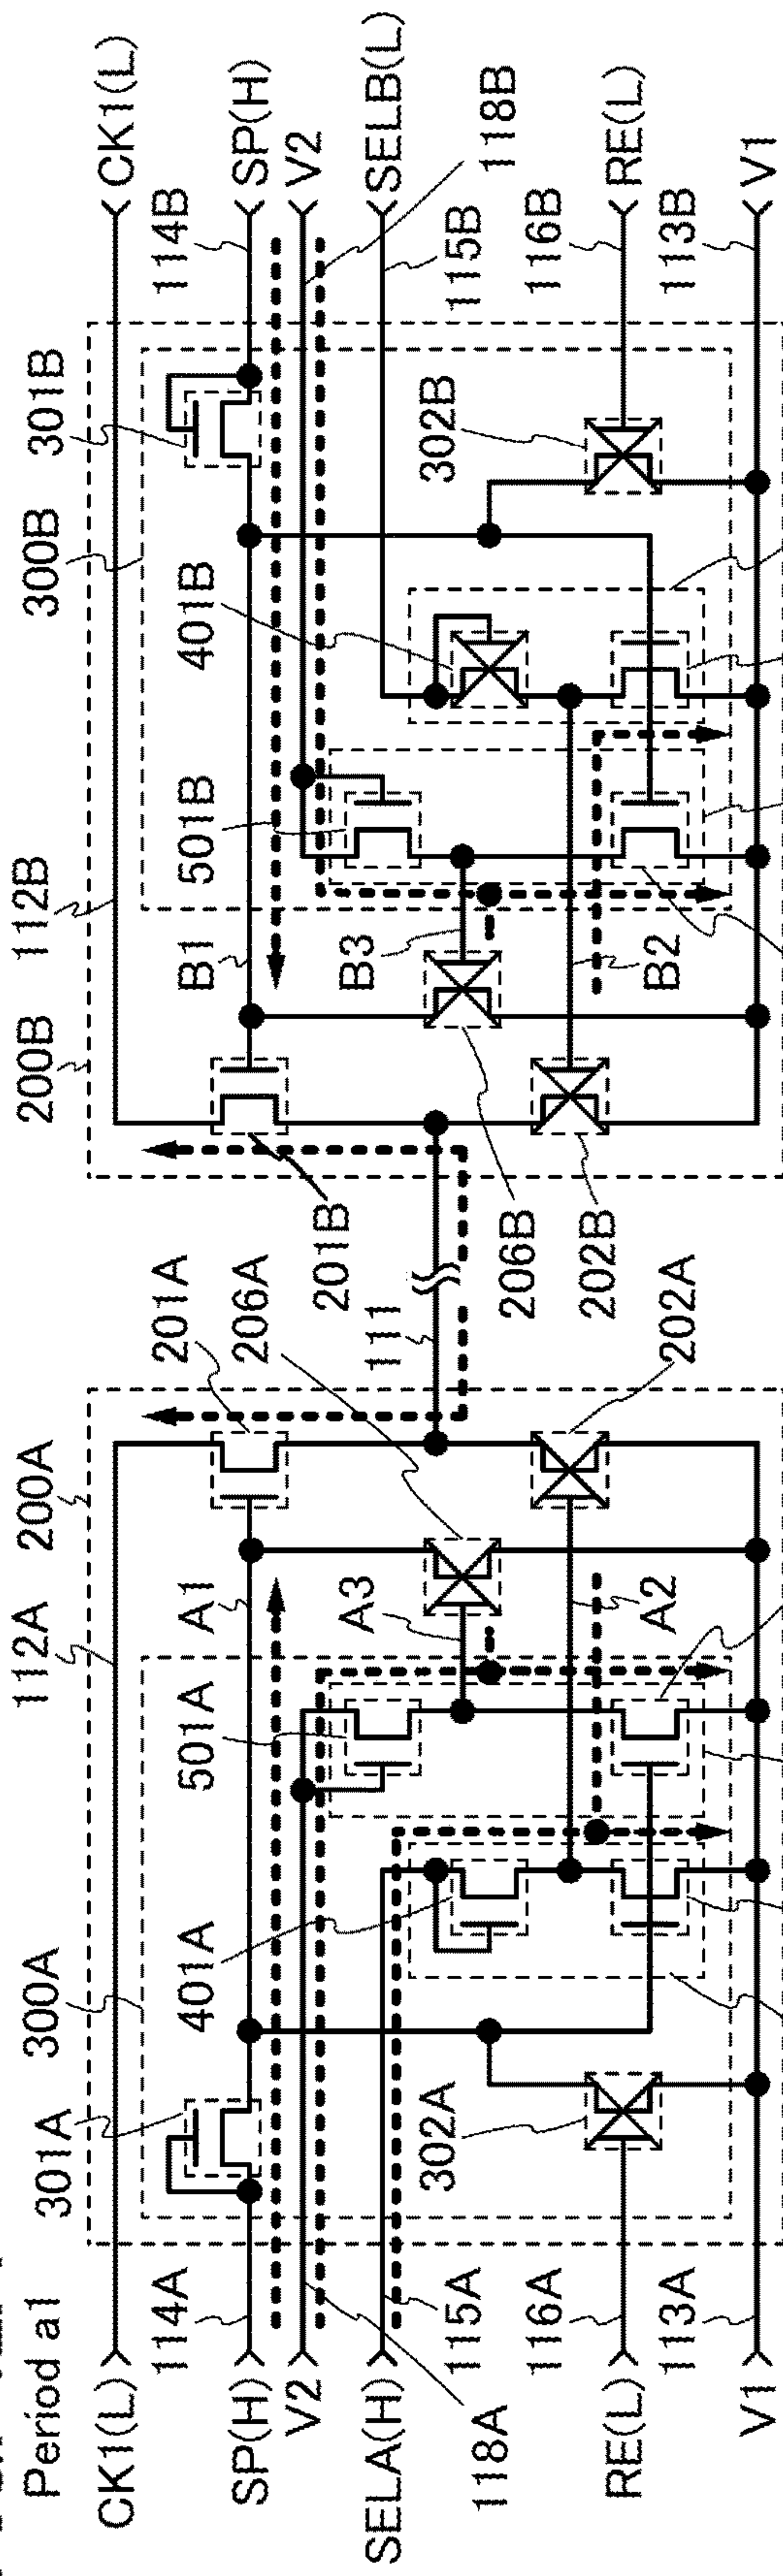 Period a1
CK1(L)
SP(H)
V2
SELA(H)
RE(L)
V1
114A
118A
115A
116A
113A
301A
300A
302A
401A
112A
A1
501A
A3
A2
200A
201A
206A
202A
111
201B
206B
202B
200B
112B
B1
B3
B2
501B
401B
300B
301B
302B
114B
118B
115B
116B
113B
CK1(L)
SP(H)
V2
SELB(L)
RE(L)
V1